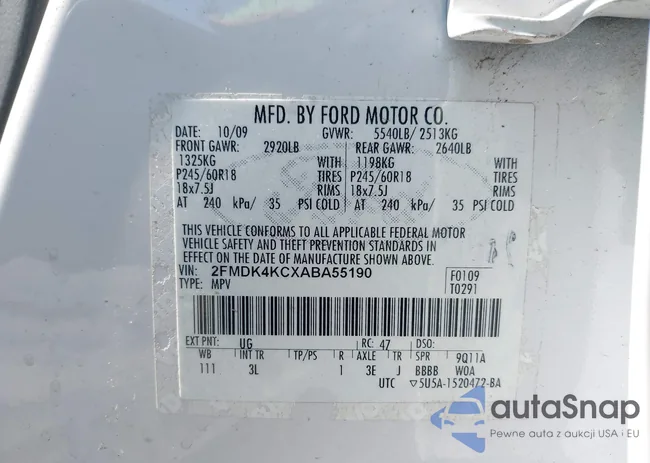 MFD. BY FORD MOTOR CO.
DATE: 10/09 GVWR: 5540LB/ 2513KG
FRONT GAWR: 2920LB REAR GAWR: 2640LB
1325KG WITH 1198KG WITH
P245/60R18 TIRES P245/60R18 TIRES
18x7.5J RIMS 18x7.5J RIMS
AT 240 kPa/ 35 PSI COLD AT 240 kPa/ 35 PSI COLD
THIS VEHICLE CONFORMS TO ALL APPLICABLE FEDERAL MOTOR
VEHICLE SAFETY AND THEFT PREVENTION STANDARDS IN
EFFECT ON THE DATE OF MANUFACTURE SHOWN ABOVE.
VIN: 2FMDK4KCXABA55190 F0109
TYPE: MPV T0291
EXT PNT: UG RC: 47 DSO:
WB INT TR TP/PS R AXLE TR SPR 9Q11A
111 3L 1 3E J BBBB WOA
UTC ▽5U5A-1520472-BA
autoSnap
Pewne auta z aukcji USA i EU